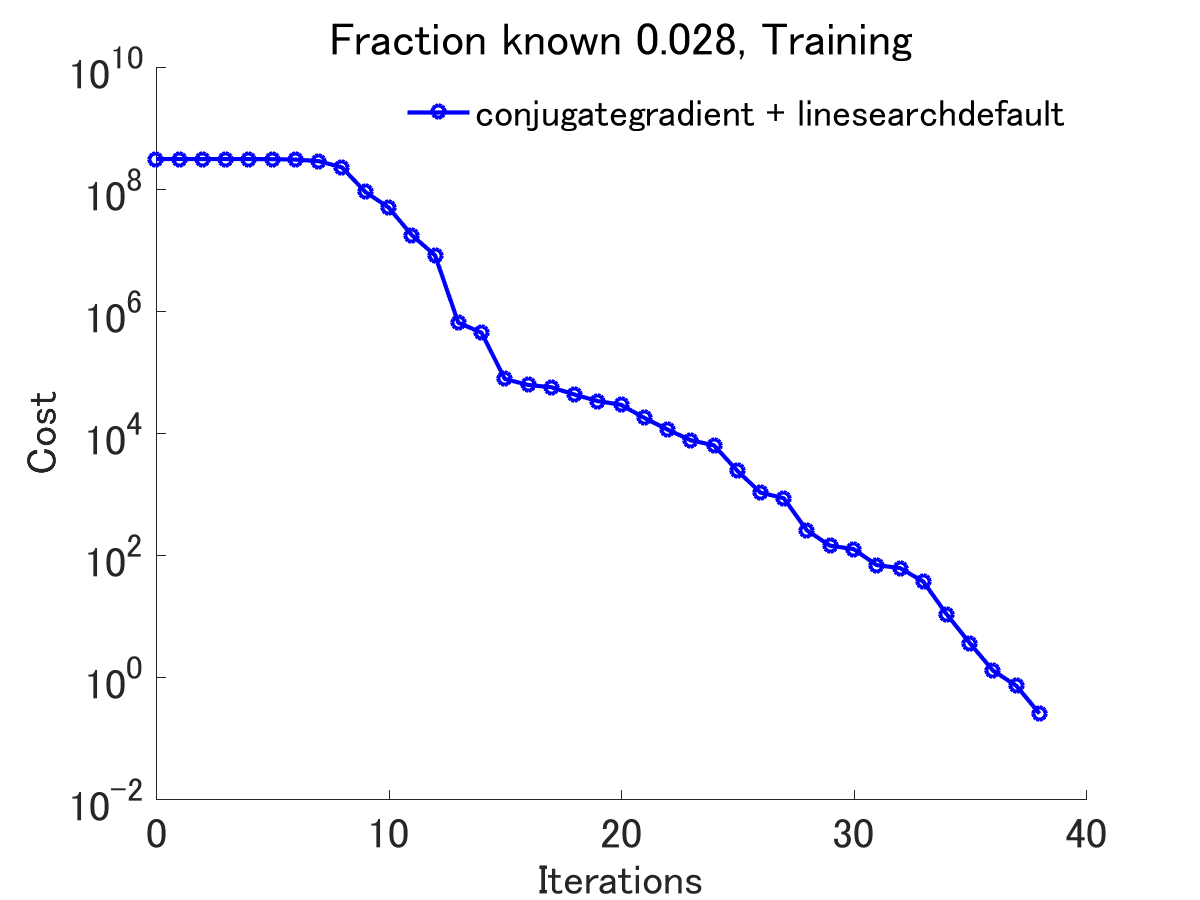 Fraction known 0.028, Training
conjugategradient + linesearchdefault
10^10
10^8
10^6
10^4
10^2
10^0
10^-2
Cost
0 10 20 30 40
Iterations